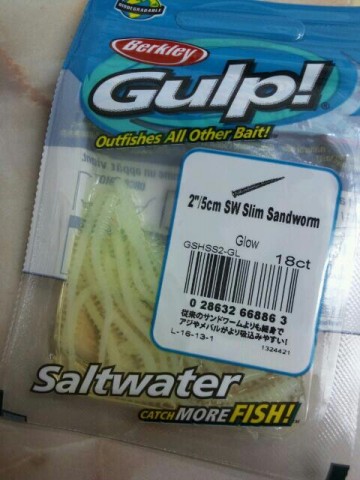 BIODEGRADABLE
Berkley
Gulp!
Outfishes All Other Bait!
2"/5cm SW Slim Sandworm
Glow
GSHSS2-GL
18ct
0 28632 66886 3
従来のサンドワームよりも細身で
アジやメバルがより吸込みやすい!
L-16-13-1
1324421
Saltwater
CATCH MORE FISH!